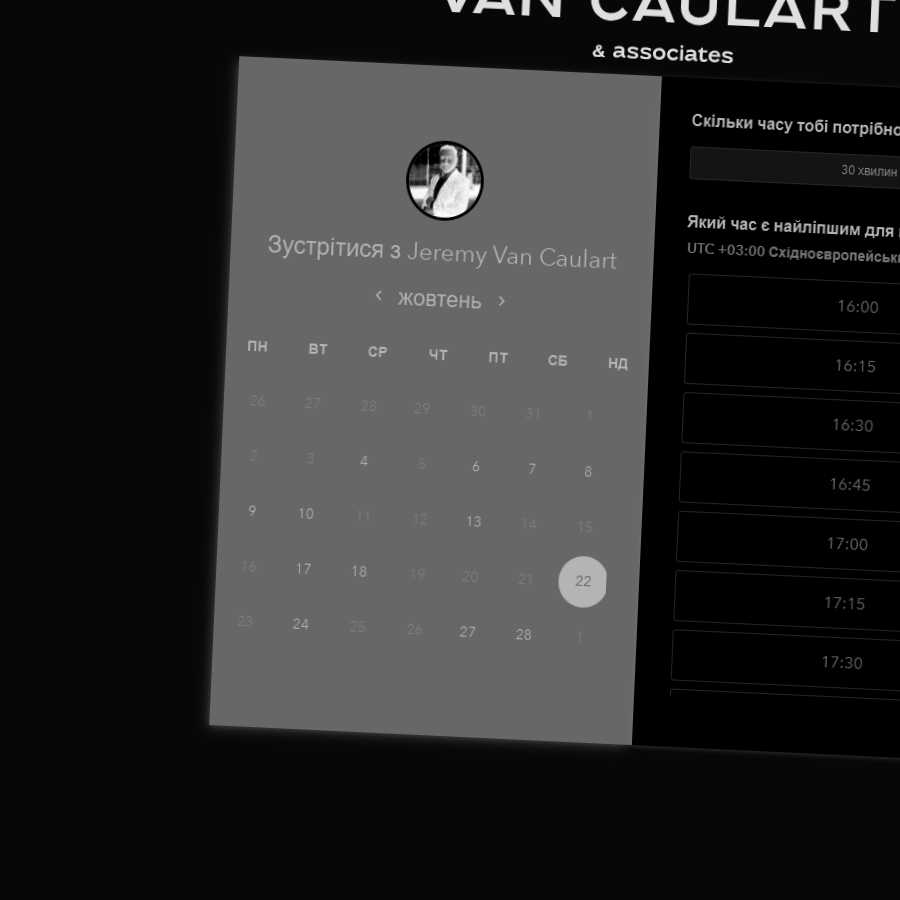 VAN CAULART
& associates
Зустрітися з Jeremy Van Caulart
жовтень
ПН ВТ СР ЧТ ПТ СБ НД
26 27 28 29 30 31 1
2 3 4 5 6 7 8
9 10 11 12 13 14 15
16 17 18 19 20 21 22
23 24 25 26 27 28 1
Скільки часу тобі потрібно
30 хвилин
Який час є найліпшим для
UTC +03:00 Східноєвропейськ
16:00
16:15
16:30
16:45
17:00
17:15
17:30